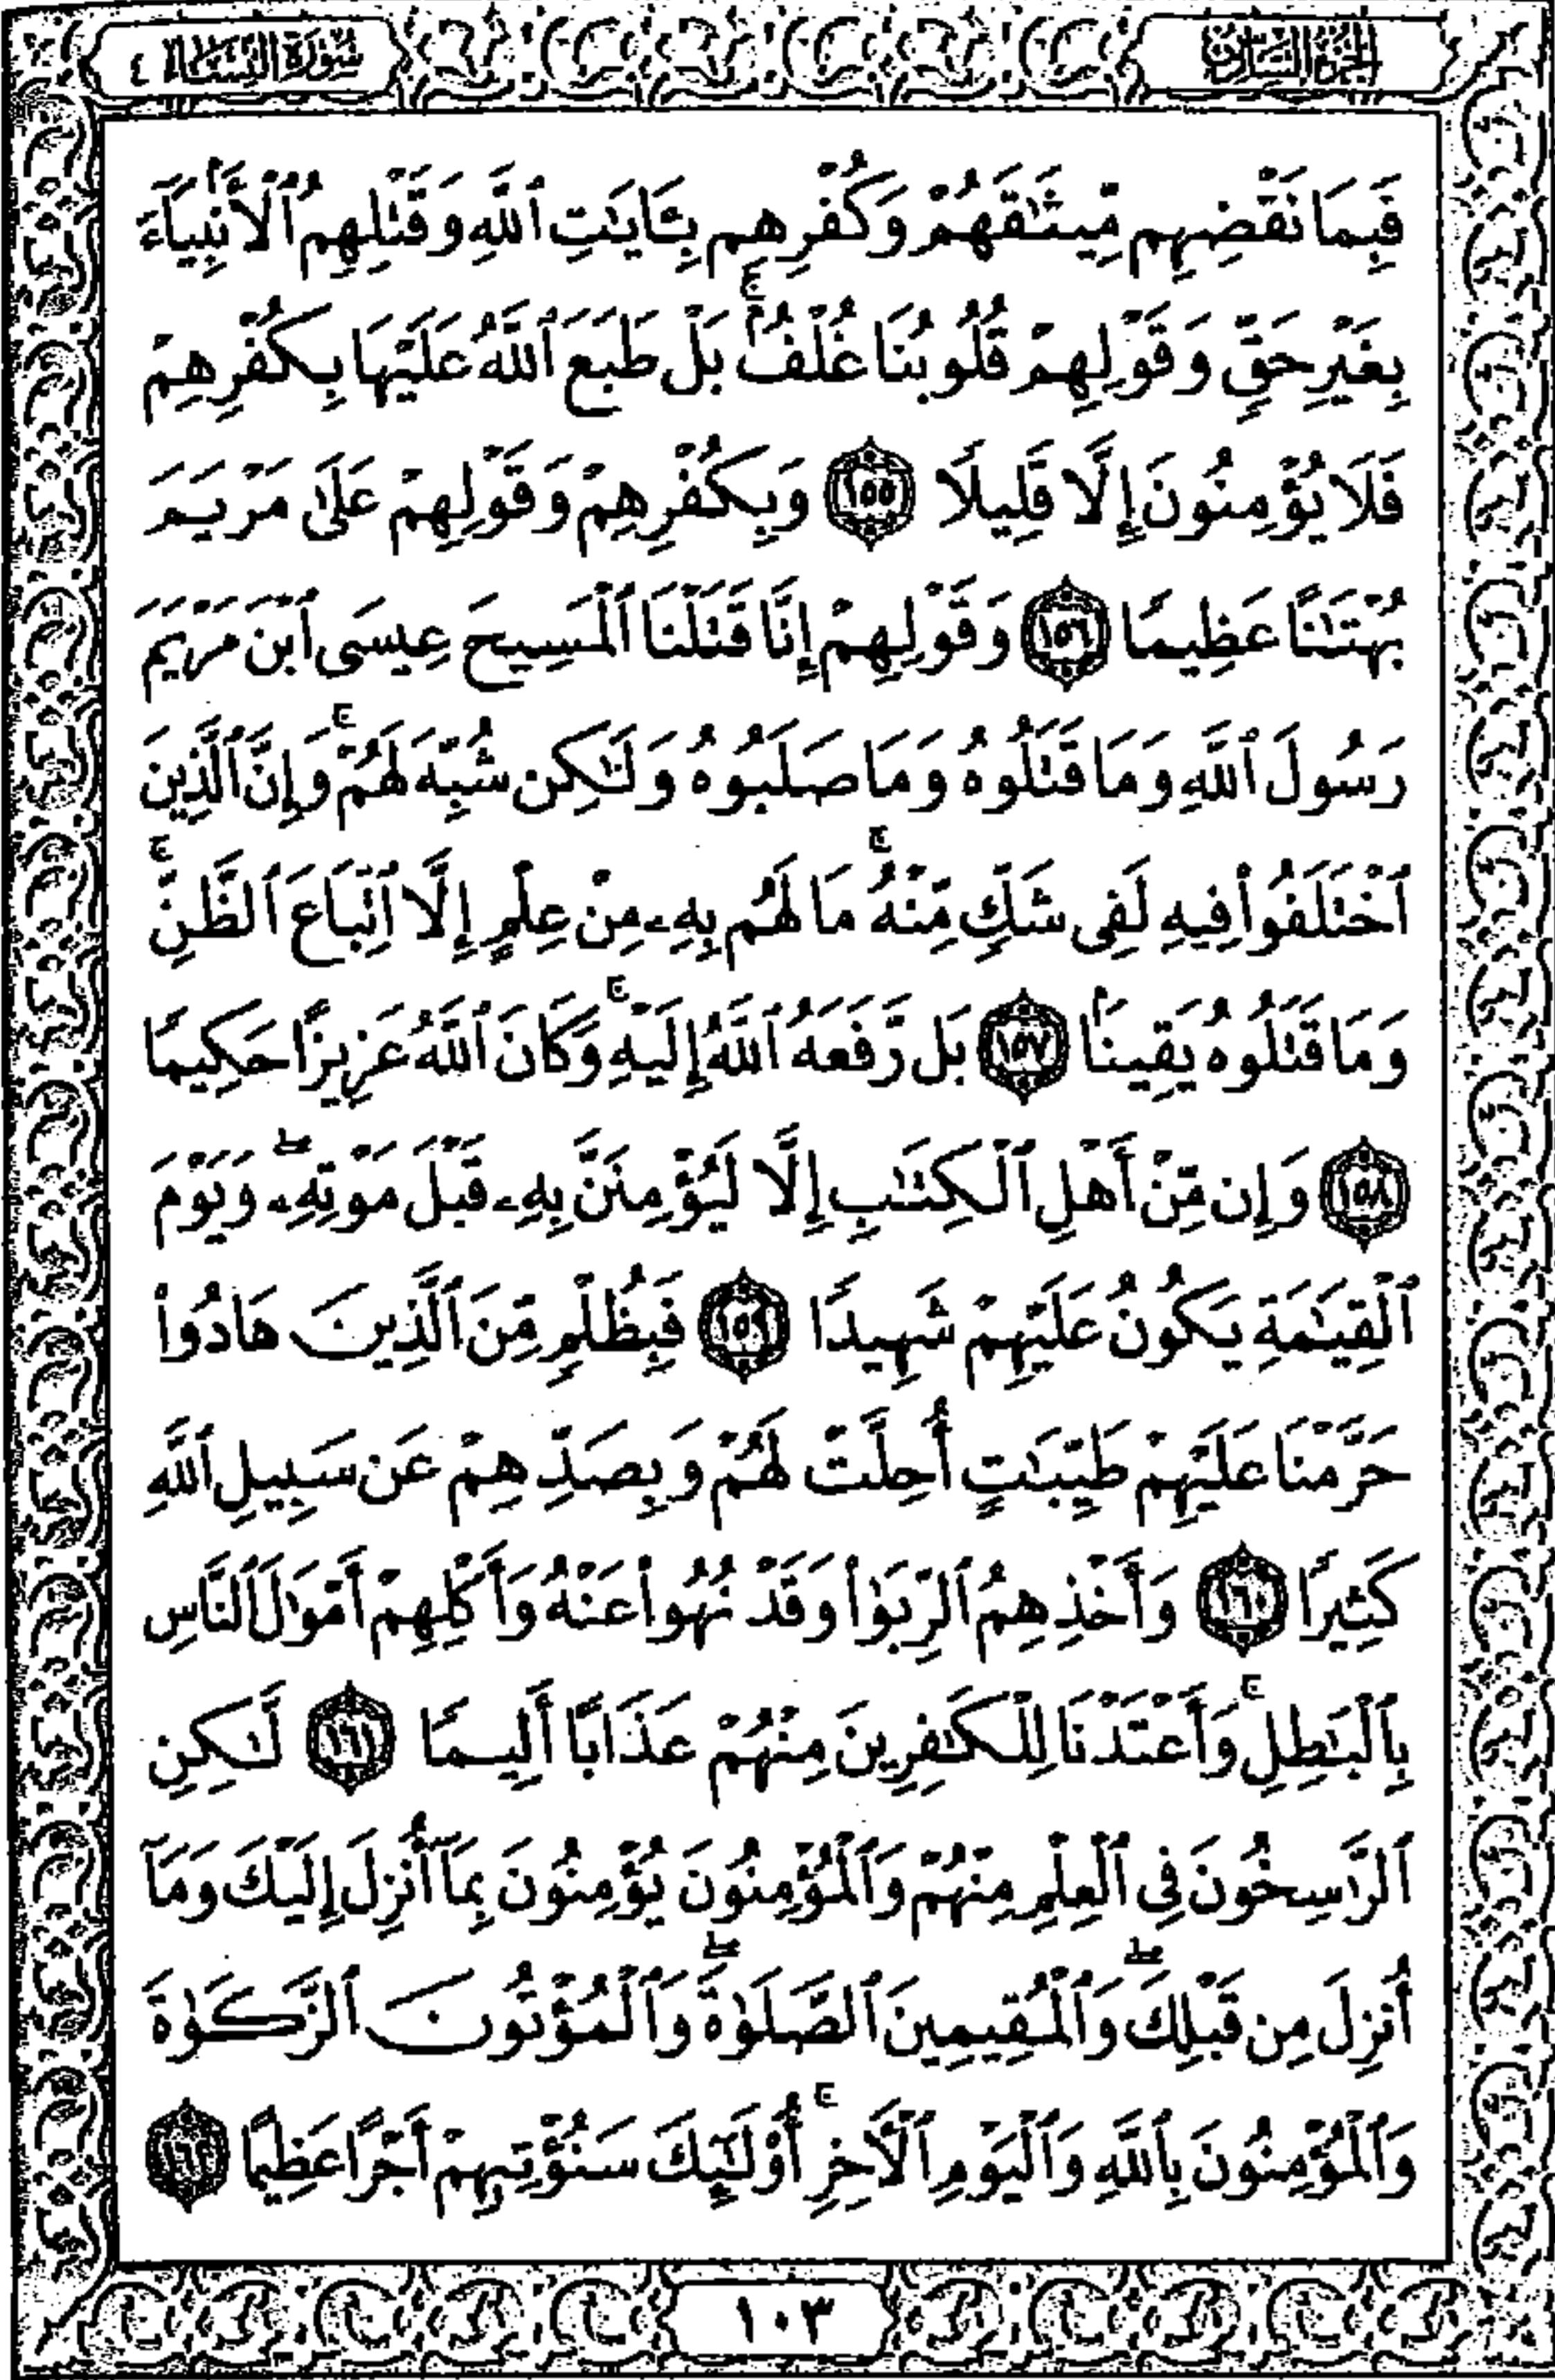 الجزء السادس
سورة النساء ٤
فَبِمَا نَقْضِهِم مِّيثَٰقَهُمْ وَكُفْرِهِم بِـَٔايَٰتِ ٱللَّهِ وَقَتْلِهِمُ ٱلْأَنۢبِيَآءَ
بِغَيْرِ حَقٍّ وَقَوْلِهِمْ قُلُوبُنَا غُلْفٌۢ ۚ بَلْ طَبَعَ ٱللَّهُ عَلَيْهَا بِكُفْرِهِمْ
فَلَا يُؤْمِنُونَ إِلَّا قَلِيلًا ١٥٥ وَبِكُفْرِهِمْ وَقَوْلِهِمْ عَلَىٰ مَرْيَمَ
بُهْتَٰنًا عَظِيمًا ١٥٦ وَقَوْلِهِمْ إِنَّا قَتَلْنَا ٱلْمَسِيحَ عِيسَى ٱبْنَ مَرْيَمَ
رَسُولَ ٱللَّهِ وَمَا قَتَلُوهُ وَمَا صَلَبُوهُ وَلَٰكِن شُبِّهَ لَهُمْ ۚ وَإِنَّ ٱلَّذِينَ
ٱخْتَلَفُوا۟ فِيهِ لَفِى شَكٍّ مِّنْهُ ۚ مَا لَهُم بِهِۦ مِنْ عِلْمٍ إِلَّا ٱتِّبَاعَ ٱلظَّنِّ ۚ
وَمَا قَتَلُوهُ يَقِينًۢا ١٥٧ بَل رَّفَعَهُ ٱللَّهُ إِلَيْهِ ۚ وَكَانَ ٱللَّهُ عَزِيزًا حَكِيمًا
١٥٨ وَإِن مِّنْ أَهْلِ ٱلْكِتَٰبِ إِلَّا لَيُؤْمِنَنَّ بِهِۦ قَبْلَ مَوْتِهِۦ ۖ وَيَوْمَ
ٱلْقِيَٰمَةِ يَكُونُ عَلَيْهِمْ شَهِيدًا ١٥٩ فَبِظُلْمٍ مِّنَ ٱلَّذِينَ هَادُوا۟
حَرَّمْنَا عَلَيْهِمْ طَيِّبَٰتٍ أُحِلَّتْ لَهُمْ وَبِصَدِّهِمْ عَن سَبِيلِ ٱللَّهِ
كَثِيرًا ١٦٠ وَأَخْذِهِمُ ٱلرِّبَوٰا۟ وَقَدْ نُهُوا۟ عَنْهُ وَأَكْلِهِمْ أَمْوَٰلَ ٱلنَّاسِ
بِٱلْبَٰطِلِ ۚ وَأَعْتَدْنَا لِلْكَٰفِرِينَ مِنْهُمْ عَذَابًا أَلِيمًا ١٦١ لَّٰكِنِ
ٱلرَّٰسِخُونَ فِى ٱلْعِلْمِ مِنْهُمْ وَٱلْمُؤْمِنُونَ يُؤْمِنُونَ بِمَآ أُنزِلَ إِلَيْكَ وَمَآ
أُنزِلَ مِن قَبْلِكَ ۖ وَٱلْمُقِيمِينَ ٱلصَّلَوٰةَ ۖ وَٱلْمُؤْتُونَ ٱلزَّكَوٰةَ
وَٱلْمُؤْمِنُونَ بِٱللَّهِ وَٱلْيَوْمِ ٱلْأَخِرِ ۚ أُو۟لَٰٓئِكَ سَنُؤْتِيهِمْ أَجْرًا عَظِيمًا ١٦٢
١٠٣